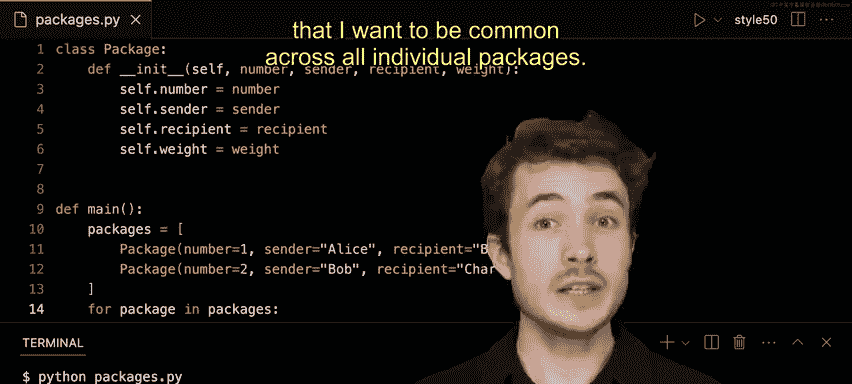 packages.py
style50
that I want to be common
across all individual packages.
1 class Package:
2 def __init__(self, number, sender, recipient, weight):
3 self.number = number
4 self.sender = sender
5 self.recipient = recipient
6 self.weight = weight
7
8
9 def main():
10 packages = [
11 Package(number=1, sender="Alice", recipient="B
12 Package(number=2, sender="Bob", recipient="Char
13 ]
14 for package in packages:
TERMINAL
$ python packages.py